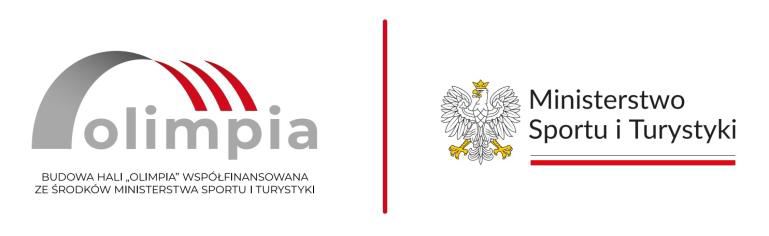 olimpia
BUDOWA HALI „OLIMPIA” WSPÓŁFINANSOWANA
ZE ŚRODKÓW MINISTERSTWA SPORTU I TURYSTYKI
Ministerstwo
Sportu i Turystyki